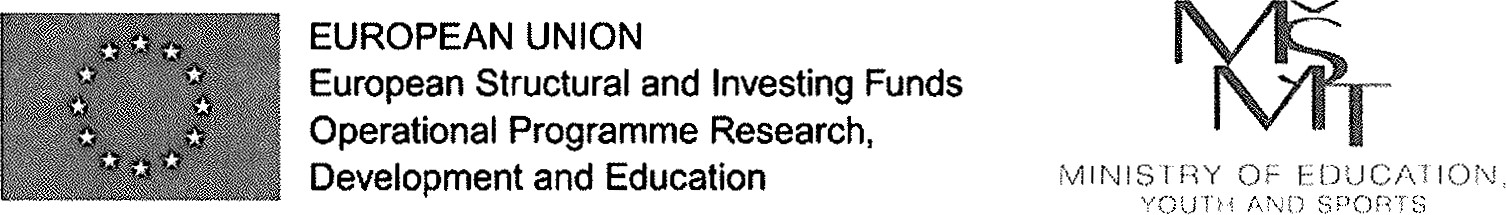 EUROPEAN UNION
European Structural and Investing Funds
Operational Programme Research,
Development and Education
MŠ
MT
MINISTRY OF EDUCATION,
YOUTH AND SPORTS